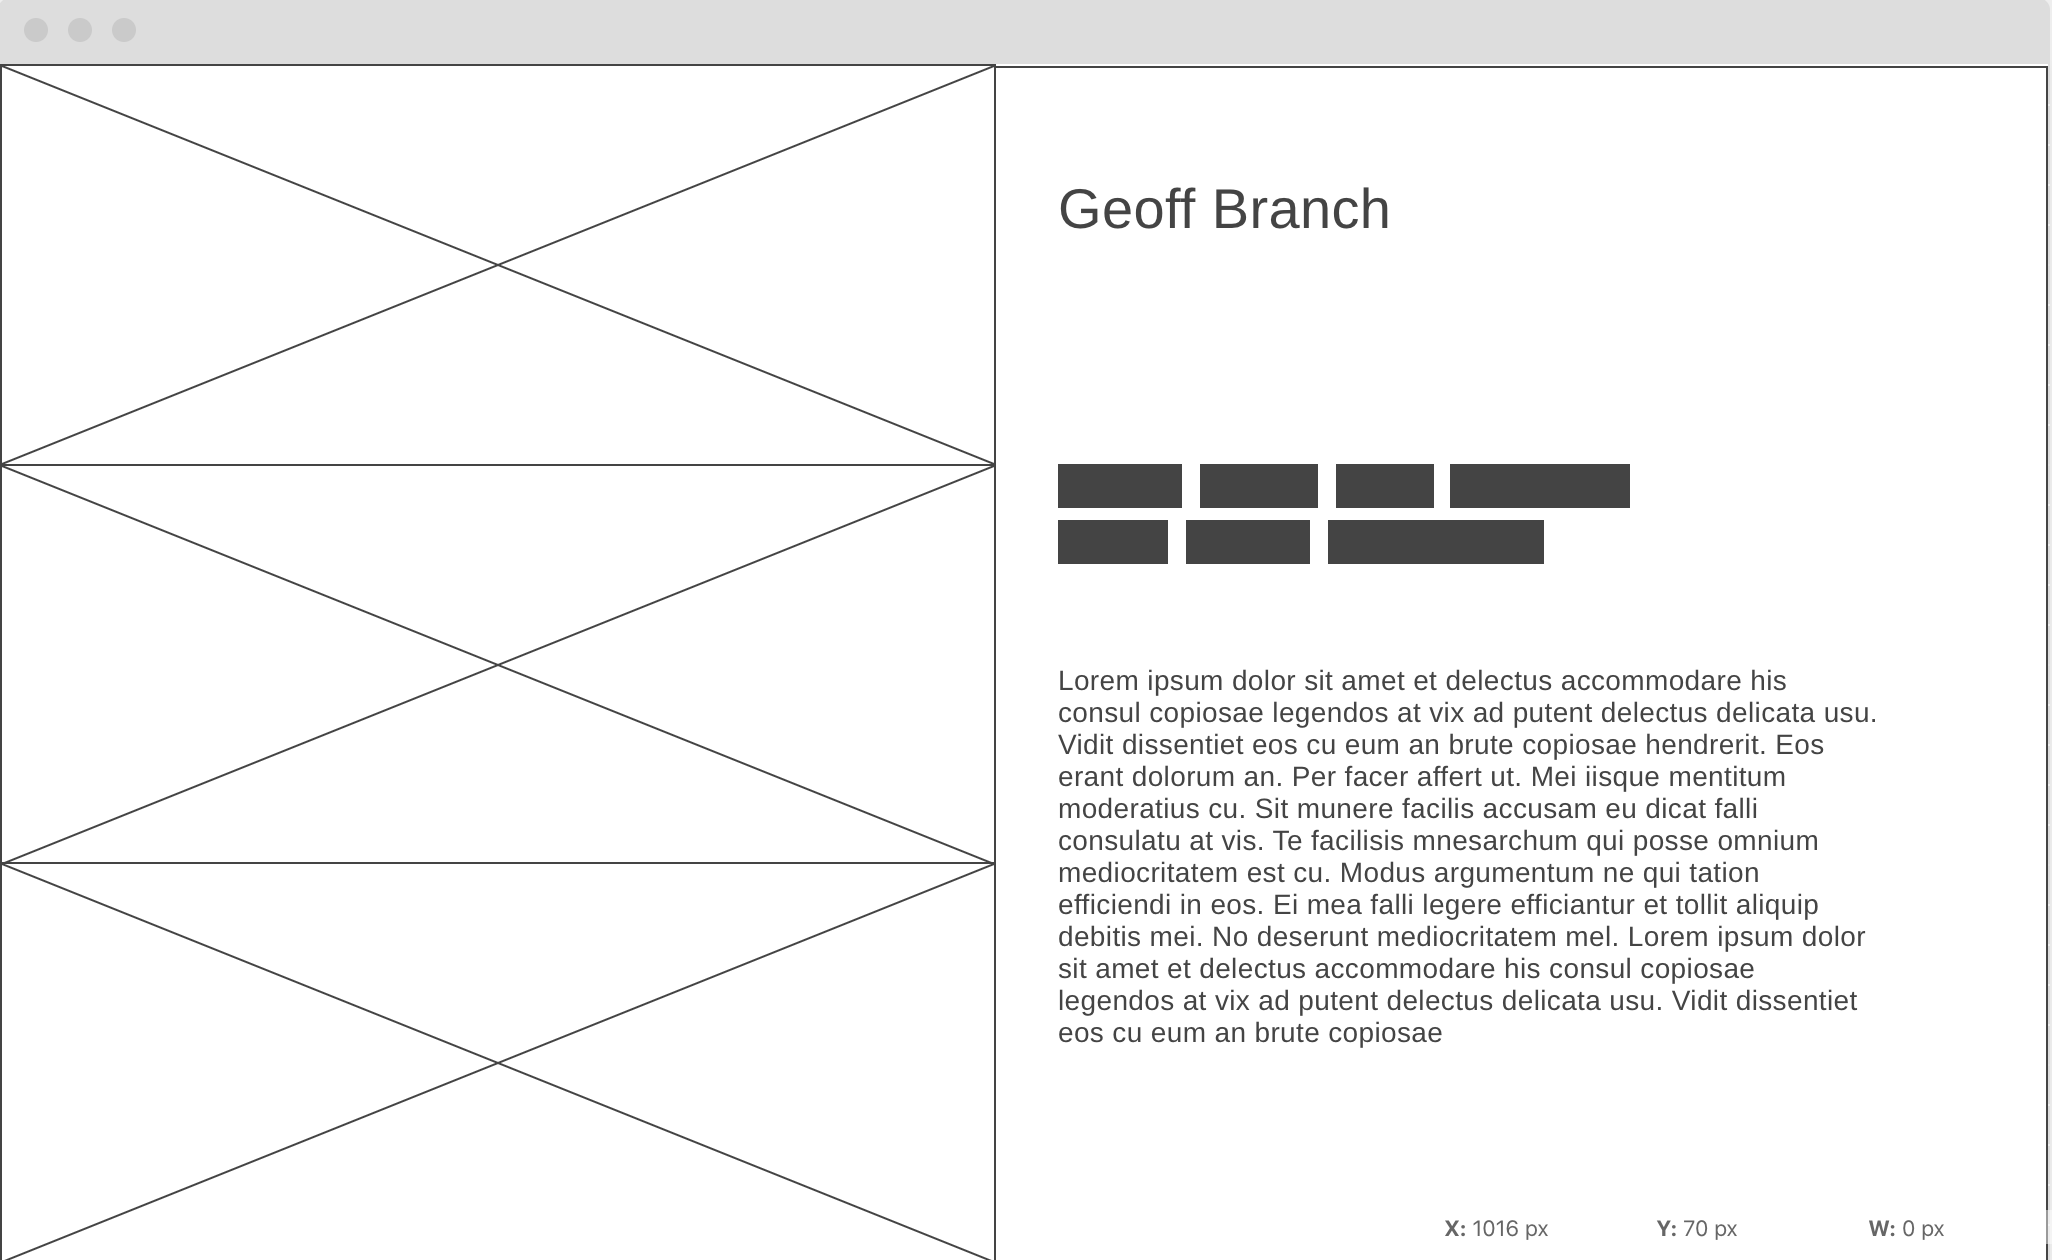 Geoff Branch
Lorem ipsum dolor sit amet et delectus accommodare his
consul copiosae legendos at vix ad putent delectus delicata usu.
Vidit dissentiet eos cu eum an brute copiosae hendrerit. Eos
erant dolorum an. Per facer affert ut. Mei iisque mentitum
moderatius cu. Sit munere facilis accusam eu dicat falli
consulatu at vis. Te facilisis mnesarchum qui posse omnium
mediocritatem est cu. Modus argumentum ne qui tation
efficiendi in eos. Ei mea falli legere efficiantur et tollit aliquip
debitis mei. No deserunt mediocritatem mel. Lorem ipsum dolor
sit amet et delectus accommodare his consul copiosae
legendos at vix ad putent delectus delicata usu. Vidit dissentiet
eos cu eum an brute copiosae
X: 1016 px Y: 70 px W: 0 px